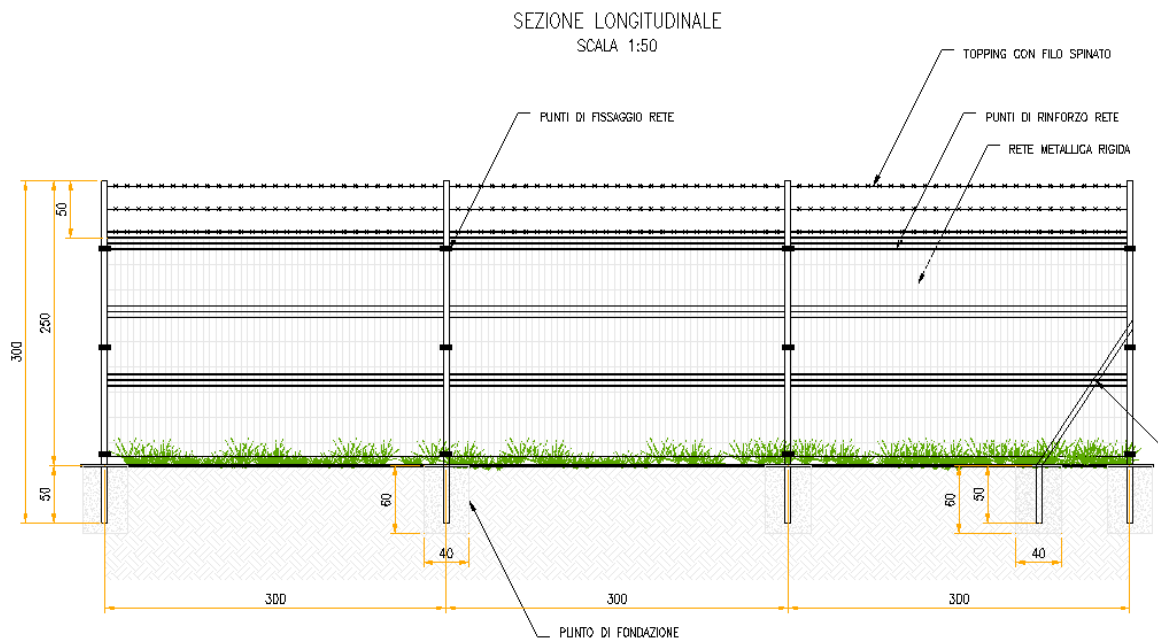 SEZIONE LONGITUDINALE
SCALA 1:50
TOPPING CON FILO SPINATO
PUNTI DI FISSAGGIO RETE
PUNTI DI RINFORZO RETE
RETE METALLICA RIGIDA
50
250
300
50
60
60
50
40
40
300
300
300
PUNTO DI FONDAZIONE